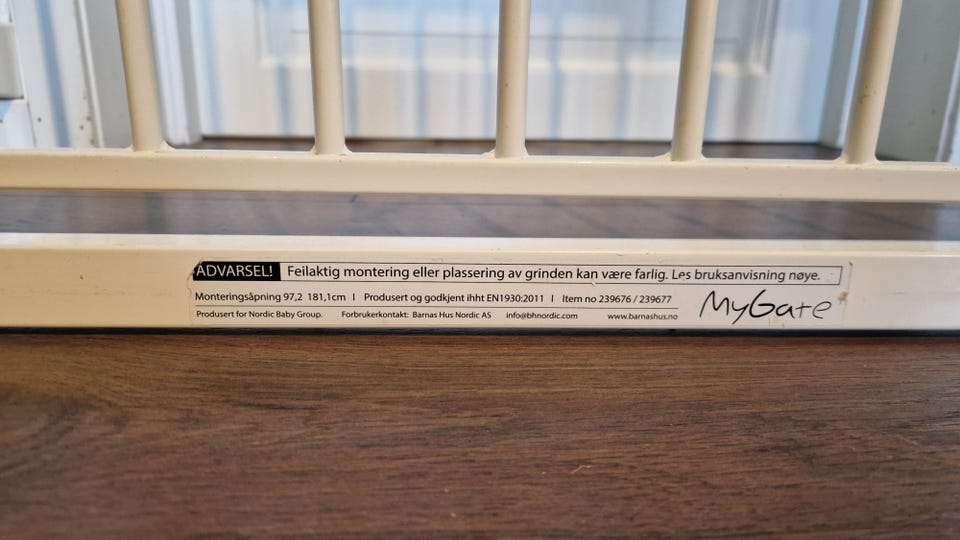 ADVARSEL! Feilaktig montering eller plassering av grinden kan være farlig. Les bruksanvisning nøye.
Monteringsåpning 97,2 181,1cm I Produsert og godkjent ihht EN1930:2011 I Item no 239676 / 239677
MyGate
Produsert for Nordic Baby Group. Forbrukerkontakt: Barnas Hus Nordic AS info@bhnordic.com www.barnashus.no